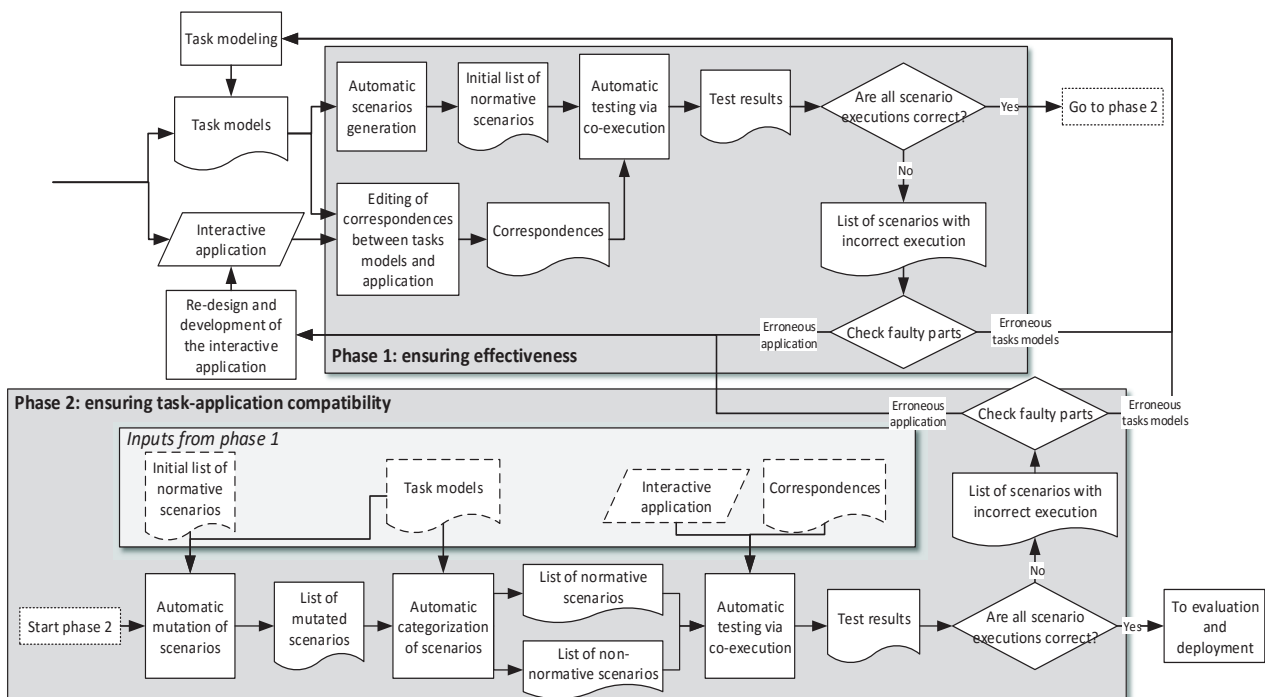 Task modeling
Task models
Interactive
application
Re-design and
development of
the interactive
application
Automatic
scenarios
generation
Initial list of
normative
scenarios
Automatic
testing via
co-execution
Test results
Are all scenario
executions correct?
Yes
Go to phase 2
No
Editing of
correspondences
between tasks
models and
application
Correspondences
List of scenarios with
incorrect execution
Erroneous
application
Check faulty parts
Erroneous
tasks models
Phase 1: ensuring effectiveness
Phase 2: ensuring task-application compatibility
Erroneous
application
Check faulty parts
Erroneous
tasks models
Inputs from phase 1
Initial list of
normative
scenarios
Task models
Interactive
application
Correspondences
List of scenarios with
incorrect execution
No
Start phase 2
Automatic
mutation of
scenarios
List of
mutated
scenarios
Automatic
categorization
of scenarios
List of normative
scenarios
List of non-
normative scenarios
Automatic
testing via
co-execution
Test results
Are all scenario
executions correct?
Yes
To evaluation
and
deployment